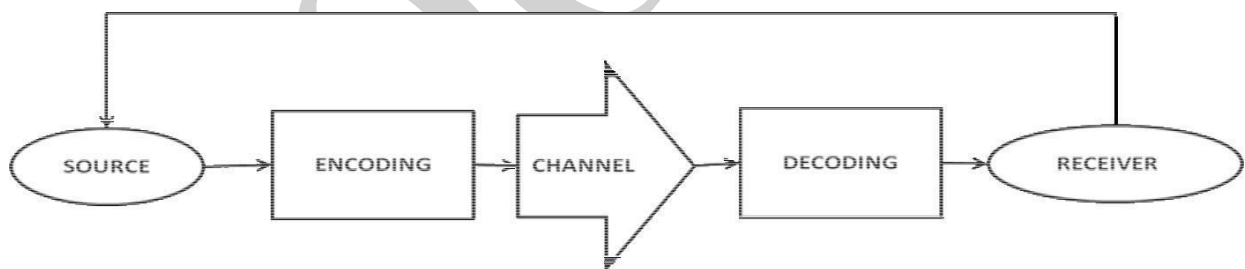 SOURCE
ENCODING
CHANNEL
DECODING
RECEIVER